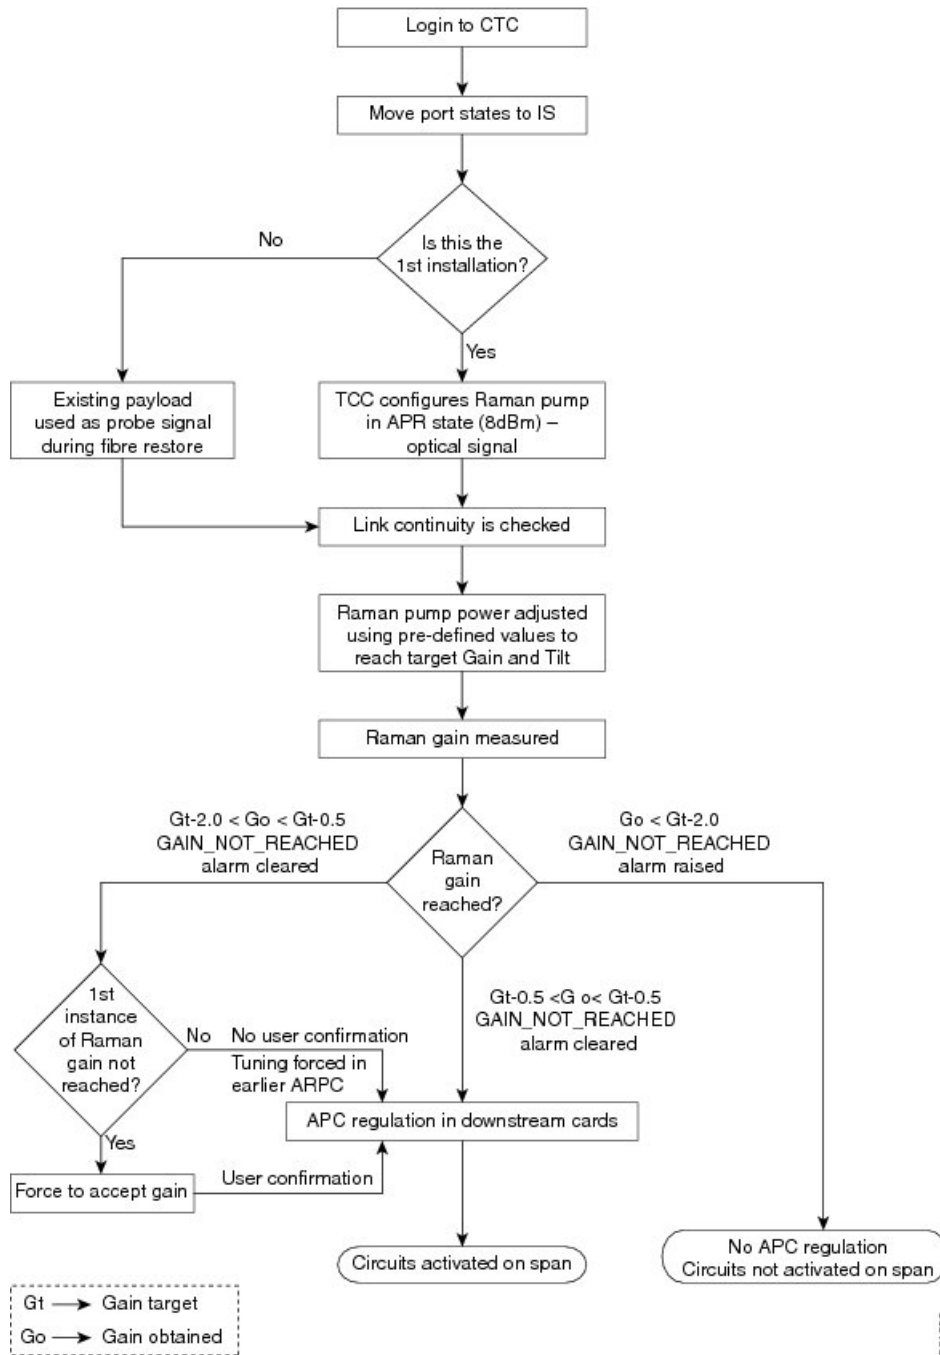 Login to CTC
Move port states to IS
Is this the
1st installation?
No
Yes
Existing payload
used as probe signal
during fibre restore
TCC configures Raman pump
in APR state (8dBm) –
optical signal
Link continuity is checked
Raman pump power adjusted
using pre-defined values to
reach target Gain and Tilt
Raman gain measured
Gt-2.0 < Go < Gt-0.5
GAIN_NOT_REACHED
alarm cleared
Raman
gain
reached?
Go < Gt-2.0
GAIN_NOT_REACHED
alarm raised
1st
instance
of Raman
gain not
reached?
No
No user confirmation
Tuning forced in
earlier ARPC
Gt-0.5 <G o< Gt-0.5
GAIN_NOT_REACHED
alarm cleared
APC regulation in downstream cards
Yes
Force to accept gain
User confirmation
Circuits activated on span
No APC regulation
Circuits not activated on span
Gt Gain target
Go Gain obtained